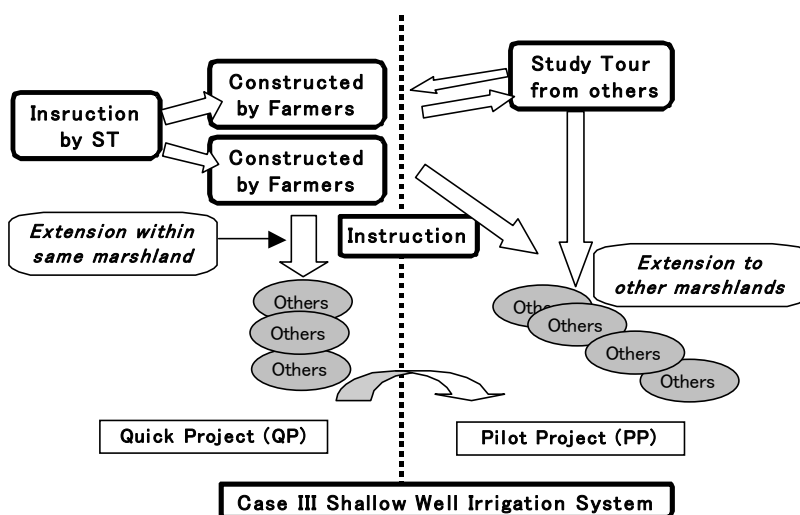 Constructed
by Farmers
Study Tour
from others
Insruction
by ST
Constructed
by Farmers
Extension within
same marshland
Instruction
Extension to
other marshlands
Others
Others
Others
Othe
Others
Others
Others
Quick Project (QP)
Pilot Project (PP)
Case III Shallow Well Irrigation System